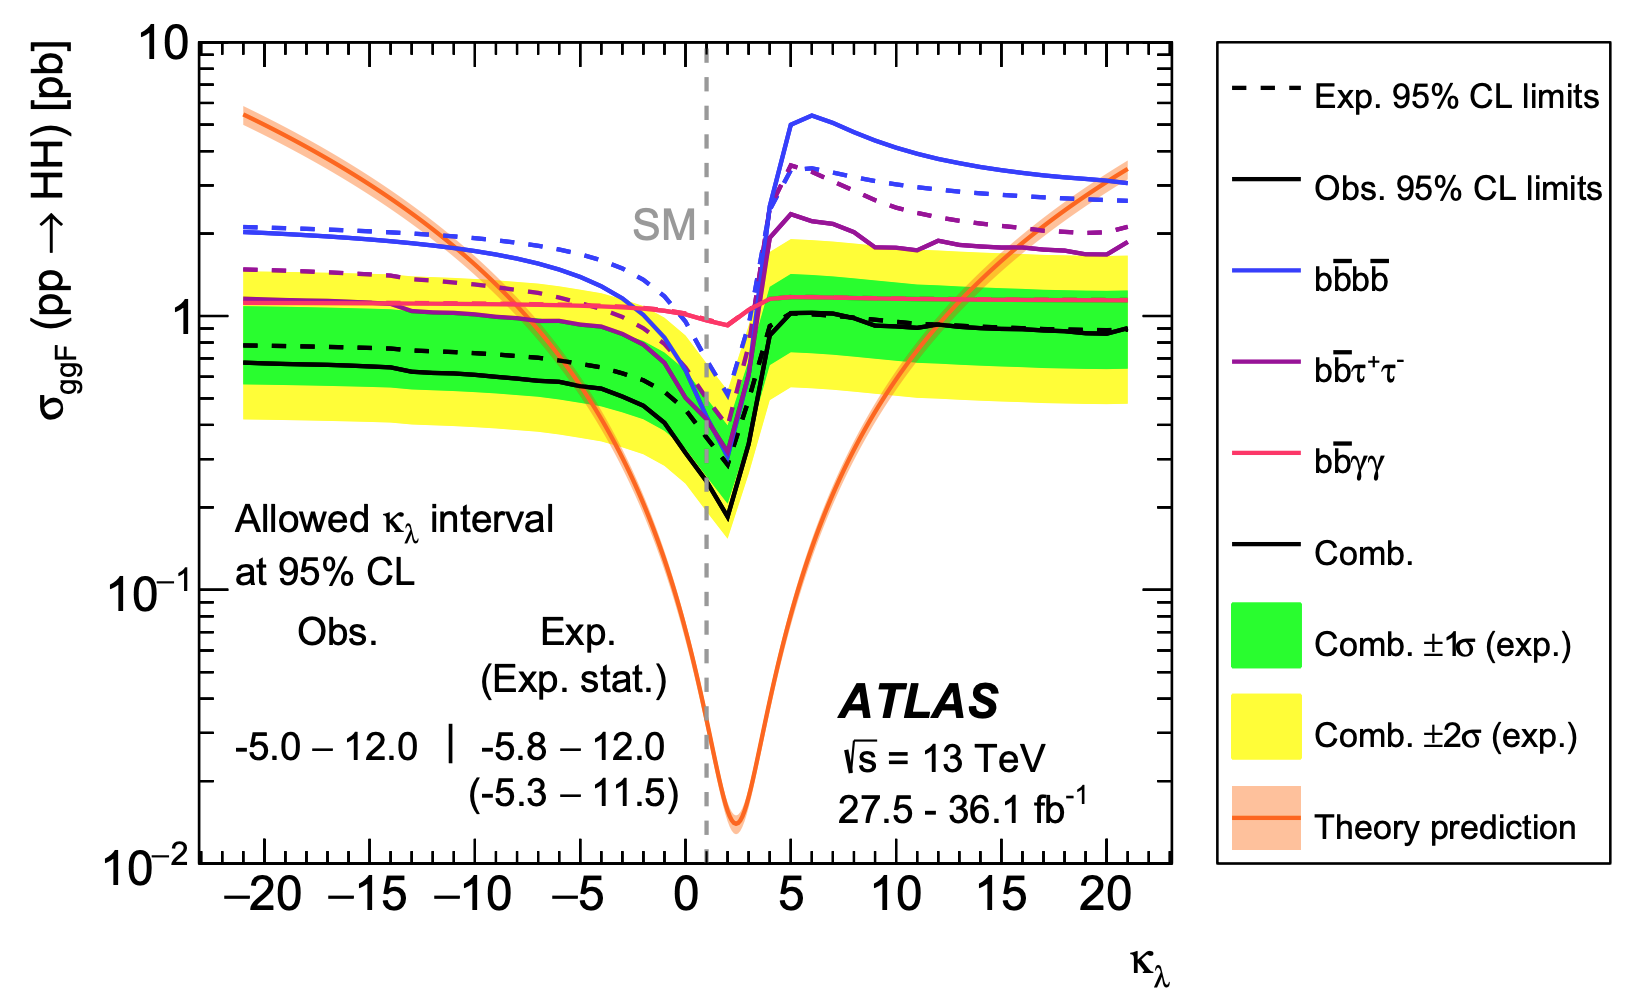 σggF (pp → HH) [pb]
10
1
10⁻¹
10⁻²
−20 −15 −10 −5 0 5 10 15 20
κλ
SM
Allowed κλ interval
at 95% CL
Obs. Exp.
(Exp. stat.)
-5.0 − 12.0 | -5.8 − 12.0
(-5.3 − 11.5)
ATLAS
√s = 13 TeV
27.5 - 36.1 fb⁻¹
Exp. 95% CL limits
Obs. 95% CL limits
bb̅bb̅
bb̅τ⁺τ⁻
bb̅γγ
Comb.
Comb. ±1σ (exp.)
Comb. ±2σ (exp.)
Theory prediction